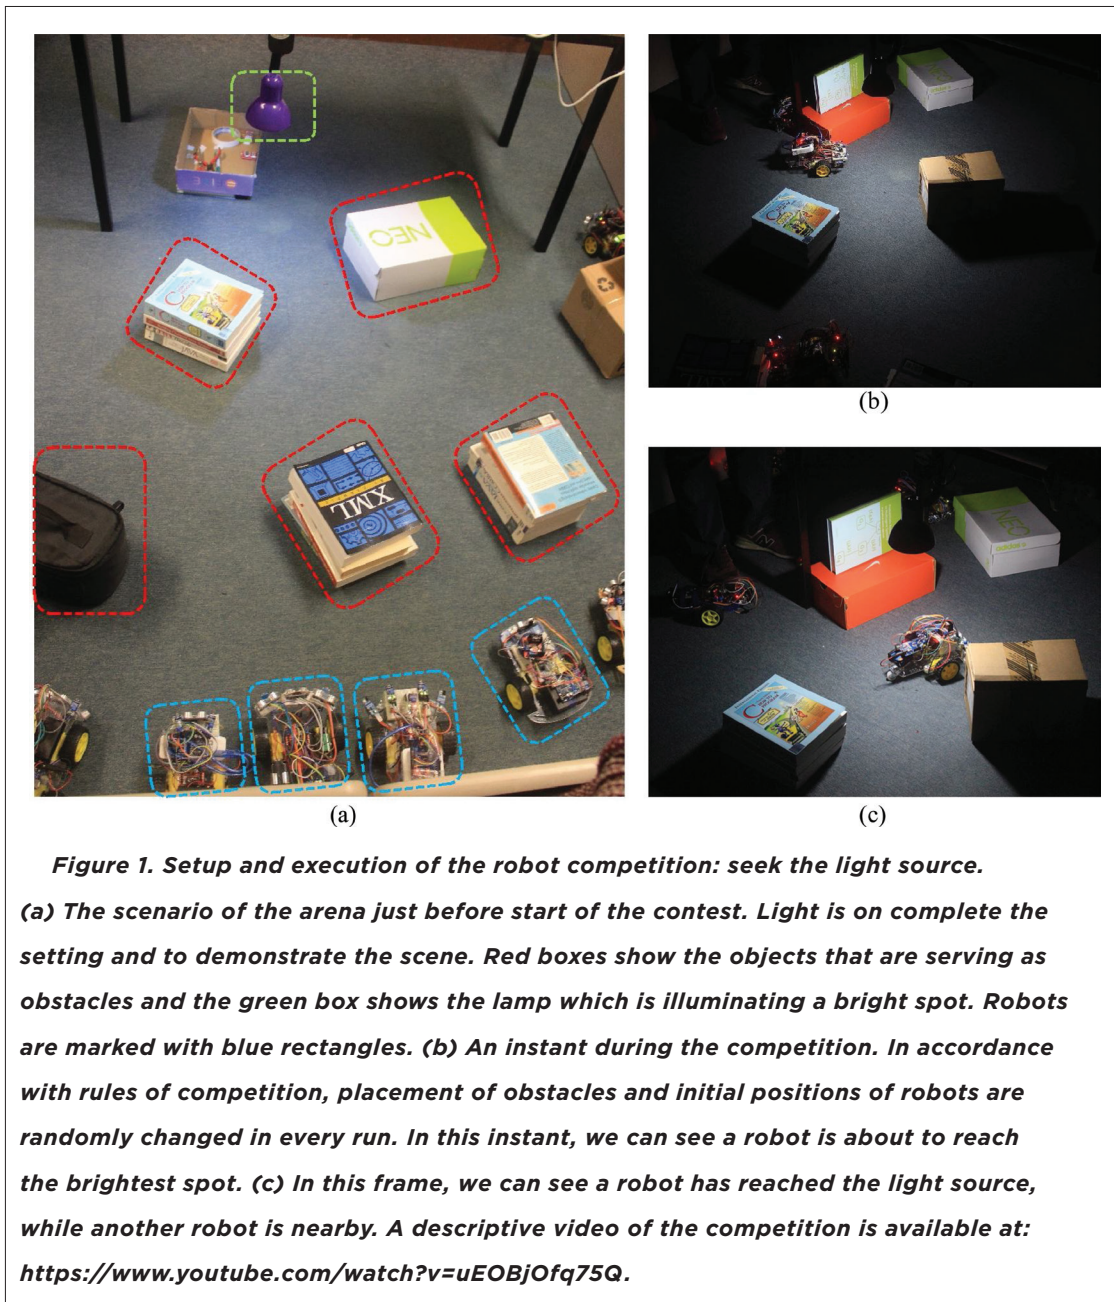 NEO
C
XML
(a)
(b)
NEO
C
(c)
Figure 1. Setup and execution of the robot competition: seek the light source.
(a) The scenario of the arena just before start of the contest. Light is on complete the
setting and to demonstrate the scene. Red boxes show the objects that are serving as
obstacles and the green box shows the lamp which is illuminating a bright spot. Robots
are marked with blue rectangles. (b) An instant during the competition. In accordance
with rules of competition, placement of obstacles and initial positions of robots are
randomly changed in every run. In this instant, we can see a robot is about to reach
the brightest spot. (c) In this frame, we can see a robot has reached the light source,
while another robot is nearby. A descriptive video of the competition is available at:
https://www.youtube.com/watch?v=uEOBjOfq75Q.